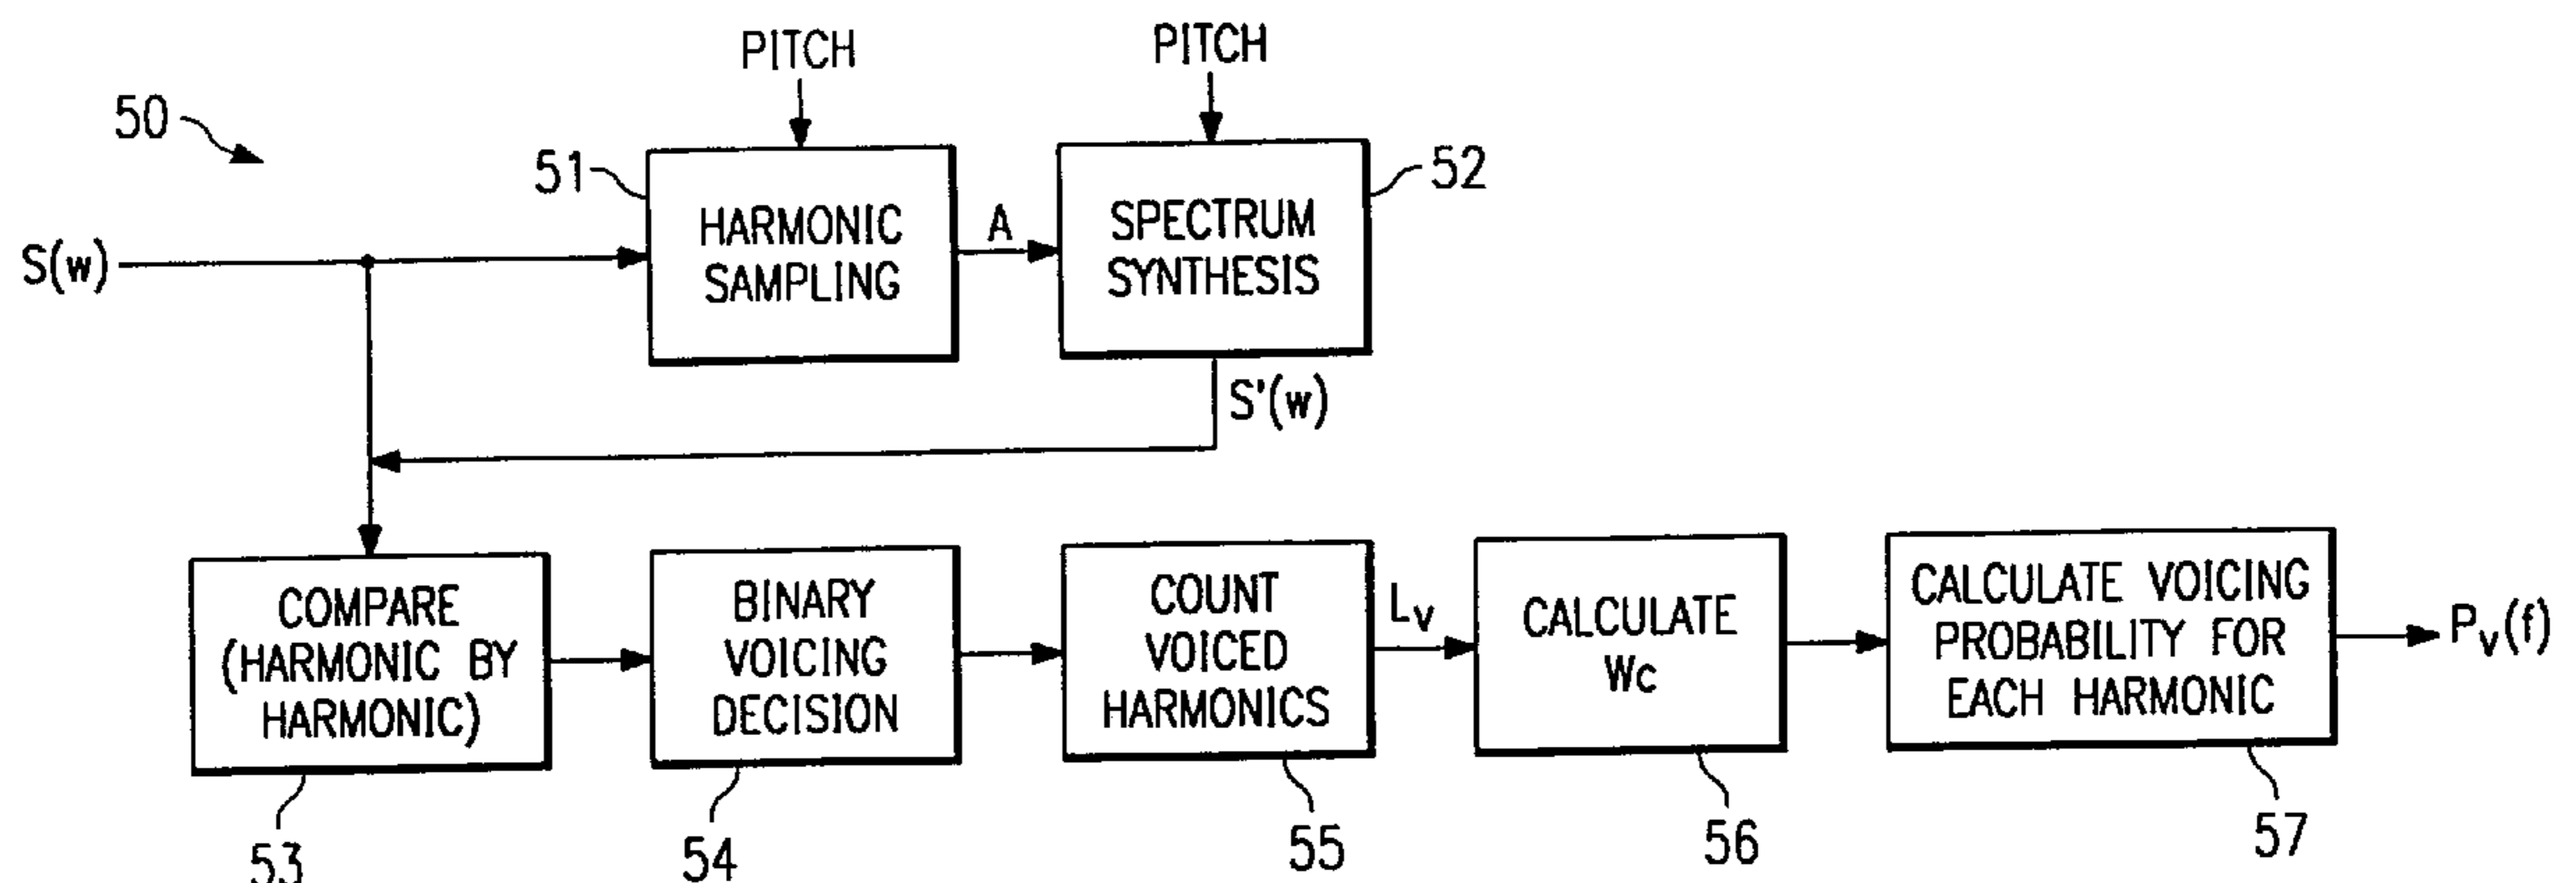 PITCH
PITCH
50
51
52
HARMONIC
SAMPLING
A
SPECTRUM
SYNTHESIS
S(w)
S'(w)
COMPARE
(HARMONIC BY
HARMONIC)
BINARY
VOICING
DECISION
COUNT
VOICED
HARMONICS
Lv
CALCULATE
Wc
CALCULATE VOICING
PROBABILITY FOR
EACH HARMONIC
Pv(f)
53
54
55
56
57